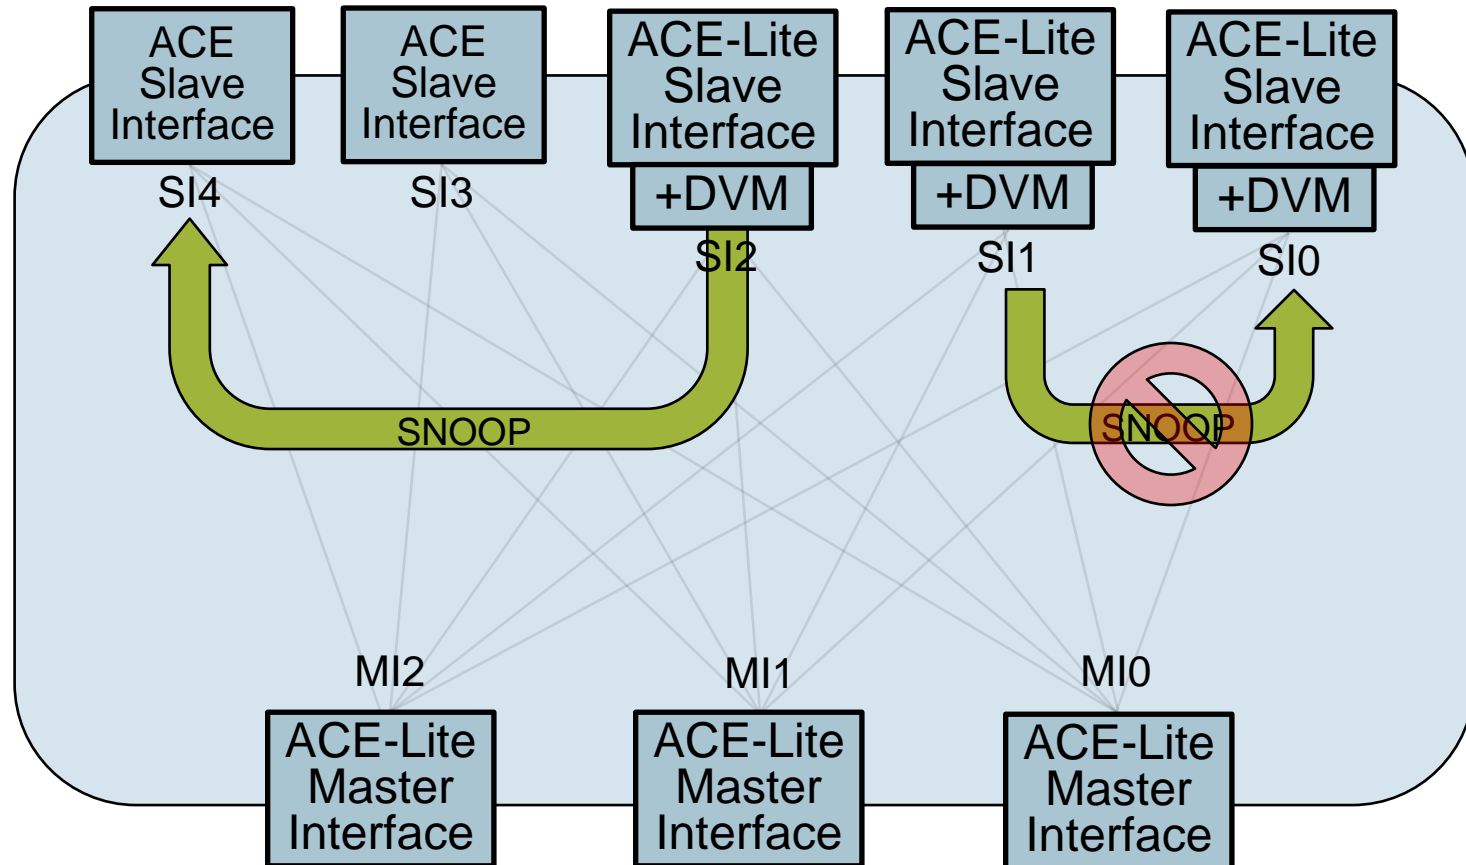 ACE
Slave
Interface
ACE
Slave
Interface
ACE-Lite
Slave
Interface
+DVM
ACE-Lite
Slave
Interface
+DVM
ACE-Lite
Slave
Interface
+DVM
SI4
SI3
SI2
SI1
SI0
SNOOP
SNOOP
MI2
MI1
MI0
ACE-Lite
Master
Interface
ACE-Lite
Master
Interface
ACE-Lite
Master
Interface